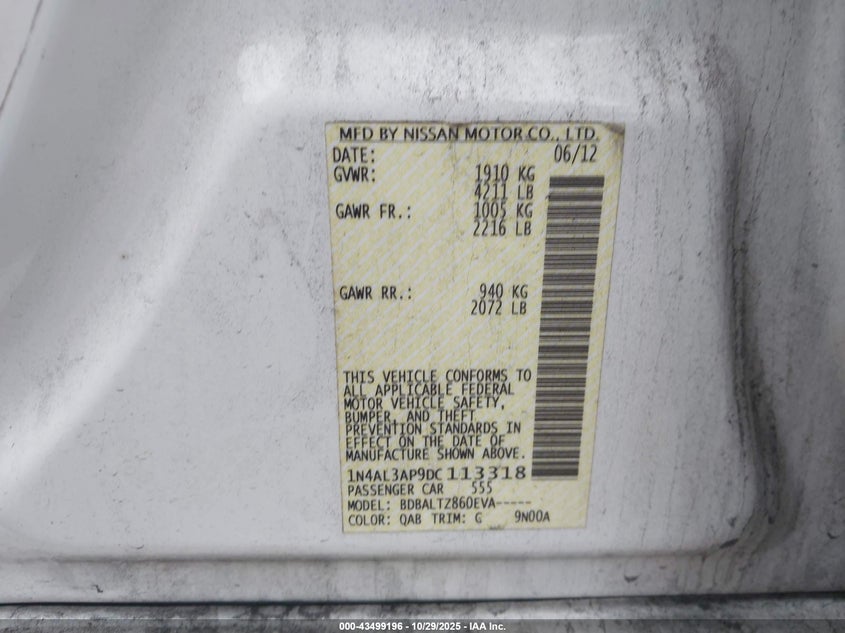 MFD BY NISSAN MOTOR CO., LTD.
DATE: 06/12
GVWR: 1910 KG
4211 LB
GAWR FR.: 1005 KG
2216 LB
GAWR RR.: 940 KG
2072 LB
THIS VEHICLE CONFORMS TO
ALL APPLICABLE FEDERAL
MOTOR VEHICLE SAFETY,
BUMPER, AND THEFT
PREVENTION STANDARDS IN
EFFECT ON THE DATE OF
MANUFACTURE SHOWN ABOVE.
1N4AL3AP9DC113318
PASSENGER CAR 555
MODEL: BDBALTZ860EVA-----
COLOR: QAB TRIM: G 9N00A
000-43499196 - 10/29/2025 - IAA Inc.